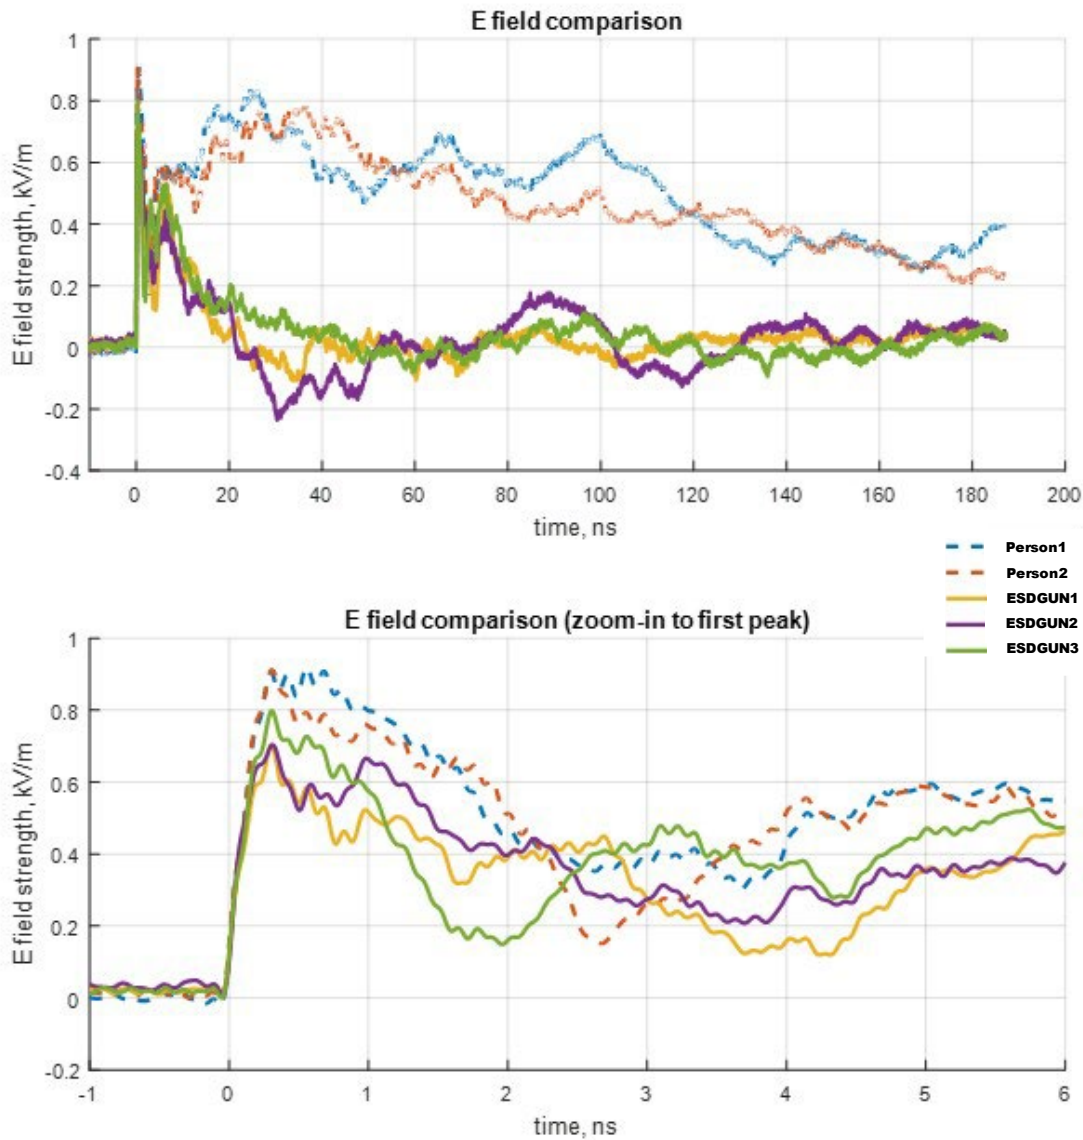 E field comparison
E field strength, kV/m
1
0.8
0.6
0.4
0.2
0
-0.2
-0.4
0 20 40 60 80 100 120 140 160 180 200
time, ns
Person1
Person2
ESDGUN1
ESDGUN2
ESDGUN3
E field comparison (zoom-in to first peak)
E field strength, kV/m
1
0.8
0.6
0.4
0.2
0
-0.2
-1 0 1 2 3 4 5 6
time, ns